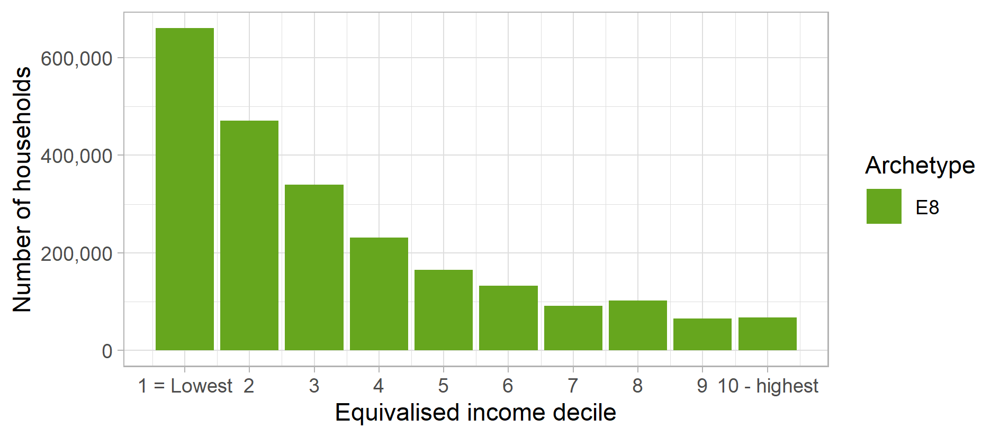 Number of households
600,000
400,000
200,000
0
1 = Lowest 2 3 4 5 6 7 8 9 10 - highest
Equivalised income decile
Archetype
E8